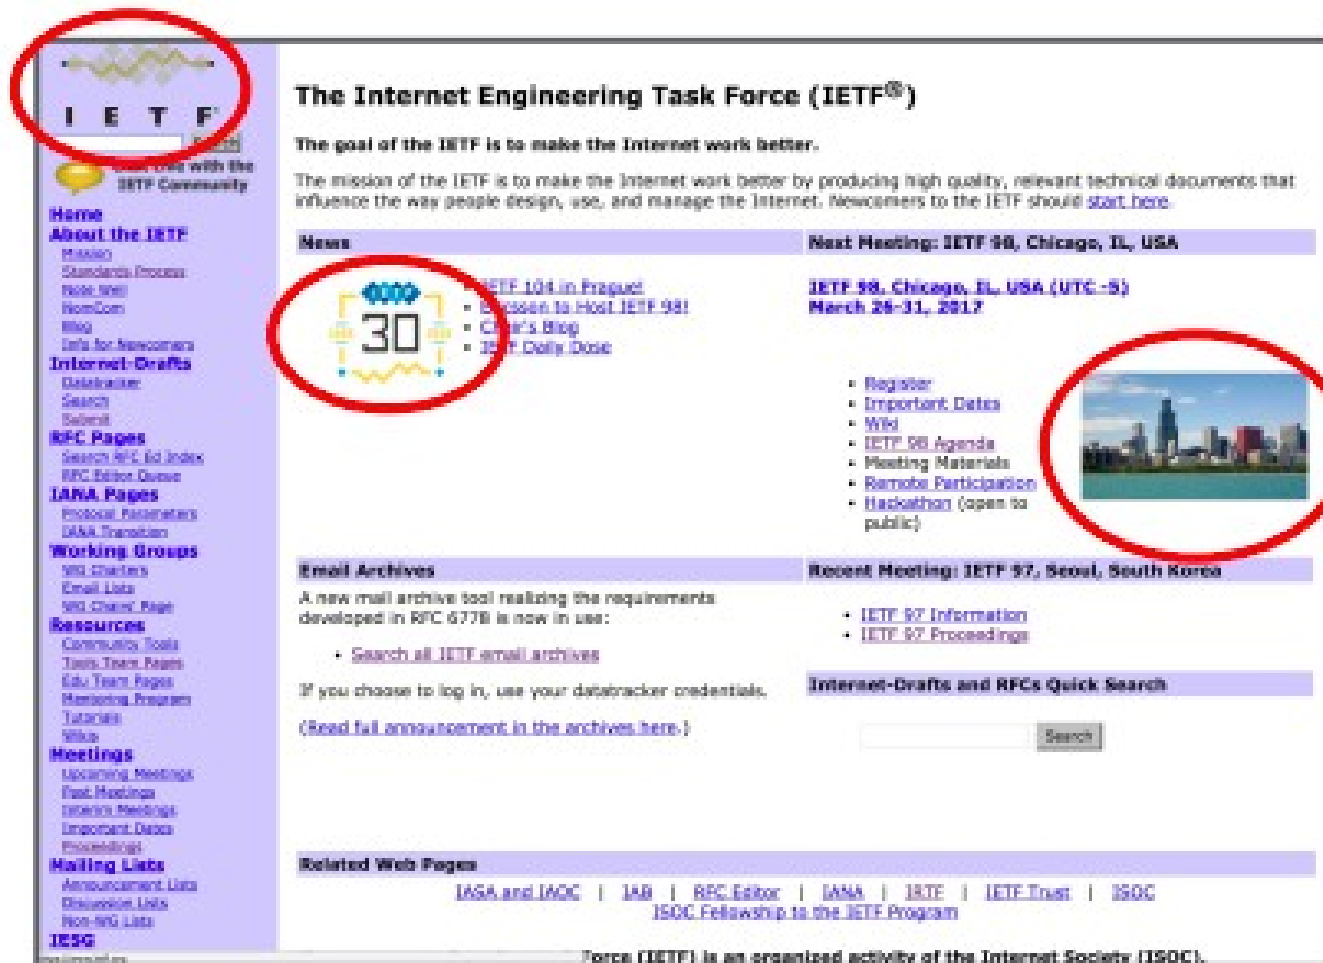 I E T F
Search
Chat Live with the
IETF Community
Home
About the IETF
Mission
Standards Process
Note Well
NomCom
Blog
Info for Newcomers
Internet-Drafts
Datatracker
Search
Submit
RFC Pages
Search RFC Ed Index
RFC Editor Queue
IANA Pages
Protocol Parameters
IANA Transition
Working Groups
WG Charters
Email Lists
WG Chairs' Page
Resources
Community Tools
Tools Team Pages
Edu Team Pages
Mentoring Program
Tutorials
Wikis
Meetings
Upcoming Meetings
Past Meetings
Interim Meetings
Important Dates
Proceedings
Mailing Lists
Announcement Lists
Discussion Lists
Non-WG Lists
IESG
The Internet Engineering Task Force (IETF®)
The goal of the IETF is to make the Internet work better.
The mission of the IETF is to make the Internet work better by producing high quality, relevant technical documents that
influence the way people design, use, and manage the Internet. Newcomers to the IETF should start here.
News
30
IETF 104 in Prague!
Ericsson to Host IETF 98!
Chair's Blog
IETF Daily Dose
Next Meeting: IETF 98, Chicago, IL, USA
IETF 98, Chicago, IL, USA (UTC -5)
March 26-31, 2017
Register
Important Dates
Wiki
IETF 98 Agenda
Meeting Materials
Remote Participation
Hackathon (open to
public)
Email Archives
A new mail archive tool realizing the requirements
developed in RFC 6778 is now in use:
Search all IETF email archives
If you choose to log in, use your datatracker credentials.
(Read full announcement in the archives here.)
Recent Meeting: IETF 97, Seoul, South Korea
IETF 97 Information
IETF 97 Proceedings
Internet-Drafts and RFCs Quick Search
Search
Related Web Pages
IASA and IAOC | IAB | RFC Editor | IANA | IRTF | IETF Trust | ISOC
ISOC Fellowship to the IETF Program
Force (IETF) is an organized activity of the Internet Society (ISOC).